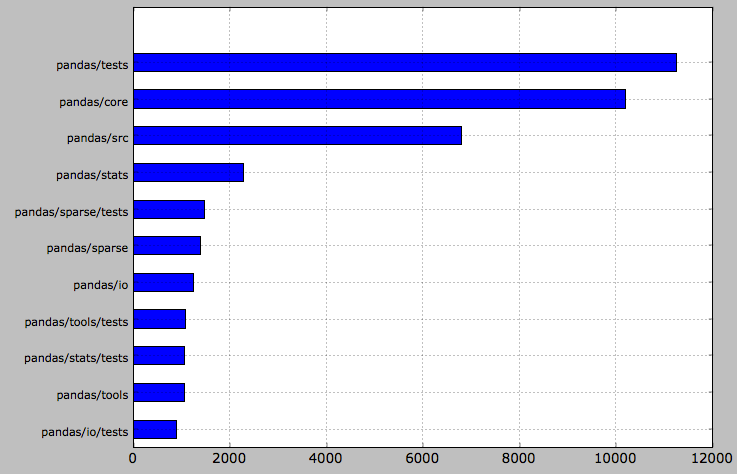 pandas/tests
pandas/core
pandas/src
pandas/stats
pandas/sparse/tests
pandas/sparse
pandas/io
pandas/tools/tests
pandas/stats/tests
pandas/tools
pandas/io/tests
0 2000 4000 6000 8000 10000 12000